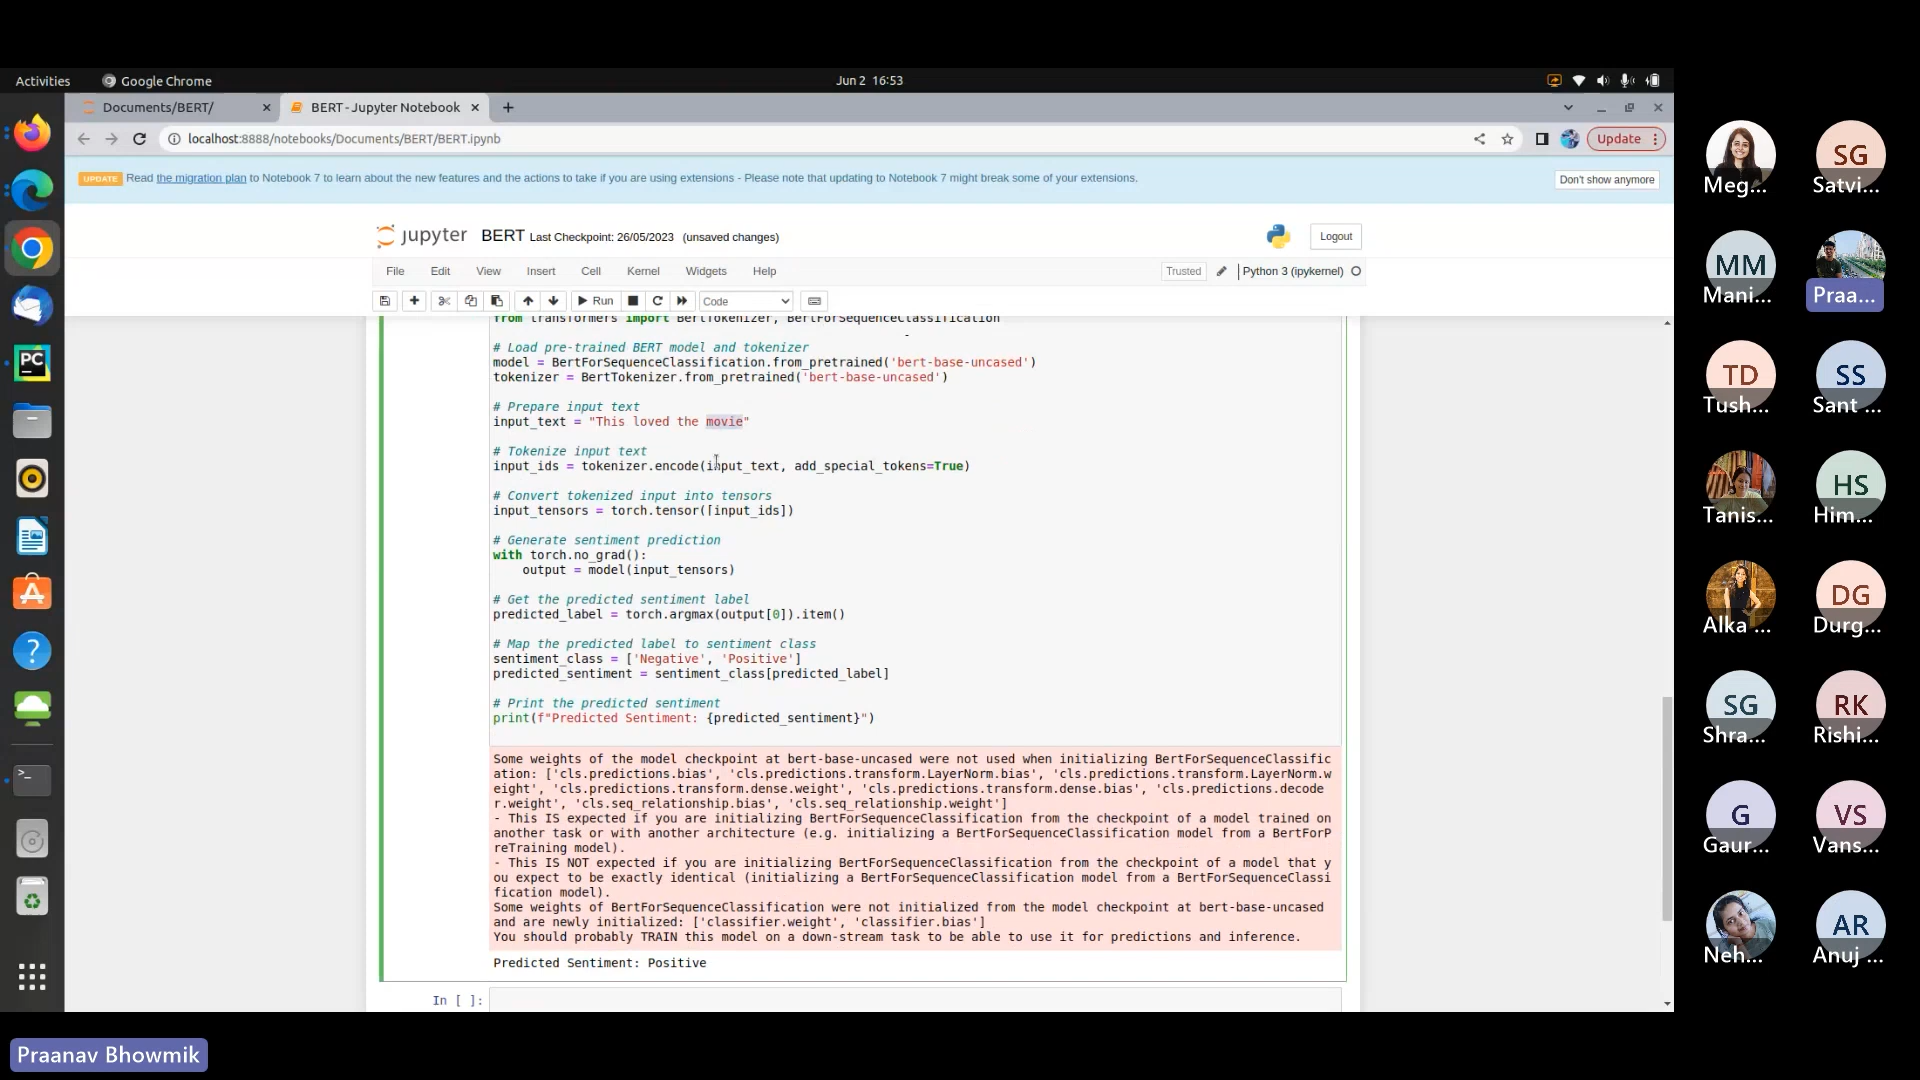 Activities
Google Chrome
Jun 2 16:53
Documents/BERT/
BERT - Jupyter Notebook
localhost:8888/notebooks/Documents/BERT/BERT.ipynb
Update
UPDATE Read the migration plan to Notebook 7 to learn about the new features and the actions to take if you are using extensions - Please note that updating to Notebook 7 might break some of your extensions.
Don't show anymore
jupyter BERT Last Checkpoint: 26/05/2023 (unsaved changes)
Logout
File Edit View Insert Cell Kernel Widgets Help
Trusted
Python 3 (ipykernel)
Run
Code
from transformers import BertTokenizer, BertForSequenceClassification
# Load pre-trained BERT model and tokenizer
model = BertForSequenceClassification.from_pretrained('bert-base-uncased')
tokenizer = BertTokenizer.from_pretrained('bert-base-uncased')
# Prepare input text
input_text = "This loved the movie"
# Tokenize input text
input_ids = tokenizer.encode(input_text, add_special_tokens=True)
# Convert tokenized input into tensors
input_tensors = torch.tensor([input_ids])
# Generate sentiment prediction
with torch.no_grad():
    output = model(input_tensors)
# Get the predicted sentiment label
predicted_label = torch.argmax(output[0]).item()
# Map the predicted label to sentiment class
sentiment_class = ['Negative', 'Positive']
predicted_sentiment = sentiment_class[predicted_label]
# Print the predicted sentiment
print(f"Predicted Sentiment: {predicted_sentiment}")
Some weights of the model checkpoint at bert-base-uncased were not used when initializing BertForSequenceClassific
ation: ['cls.predictions.bias', 'cls.predictions.transform.LayerNorm.bias', 'cls.predictions.transform.LayerNorm.w
eight', 'cls.predictions.transform.dense.weight', 'cls.predictions.transform.dense.bias', 'cls.predictions.decode
r.weight', 'cls.seq_relationship.bias', 'cls.seq_relationship.weight']
- This IS expected if you are initializing BertForSequenceClassification from the checkpoint of a model trained on
another task or with another architecture (e.g. initializing a BertForSequenceClassification model from a BertForP
reTraining model).
- This IS NOT expected if you are initializing BertForSequenceClassification from the checkpoint of a model that y
ou expect to be exactly identical (initializing a BertForSequenceClassification model from a BertForSequenceClassi
fication model).
Some weights of BertForSequenceClassification were not initialized from the model checkpoint at bert-base-uncased
and are newly initialized: ['classifier.weight', 'classifier.bias']
You should probably TRAIN this model on a down-stream task to be able to use it for predictions and inference.
Predicted Sentiment: Positive
In [ ]:
PC
>_
?
Meg...
SG
Satvi...
MM
Mani...
Praa...
TD
Tush...
SS
Sant ...
Tanis...
HS
Him...
Alka ...
DG
Durg...
SG
Shra...
RK
Rishi...
G
Gaur...
VS
Vans...
Neh...
AR
Anuj ...
Praanav Bhowmik